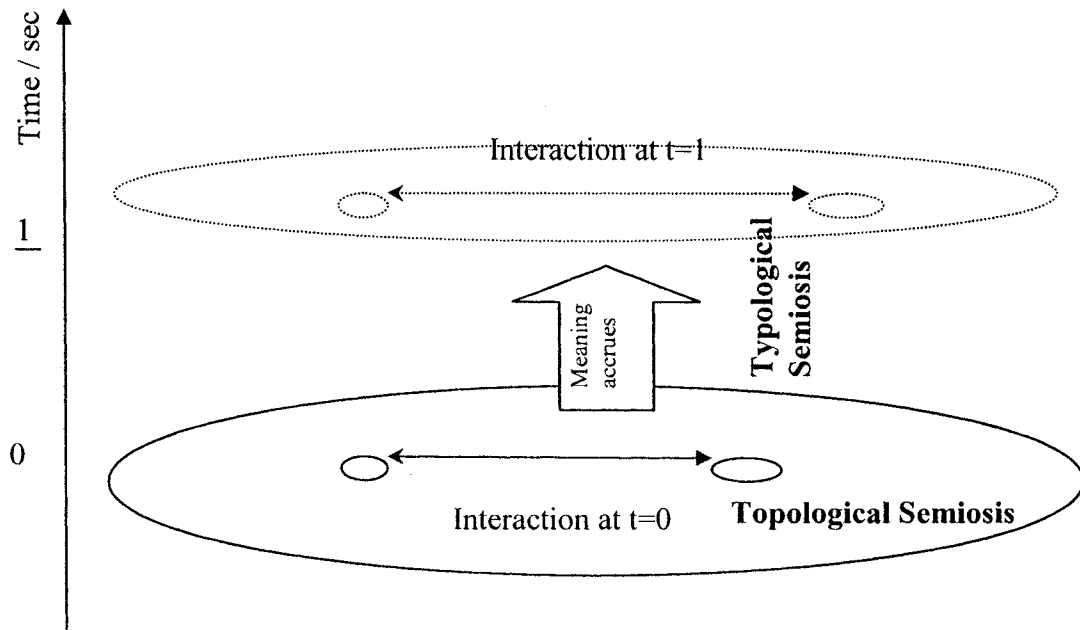 Time / sec
Interaction at t=1
1
Typological
Semiosis
Meaning
accrues
0
Interaction at t=0
Topological Semiosis